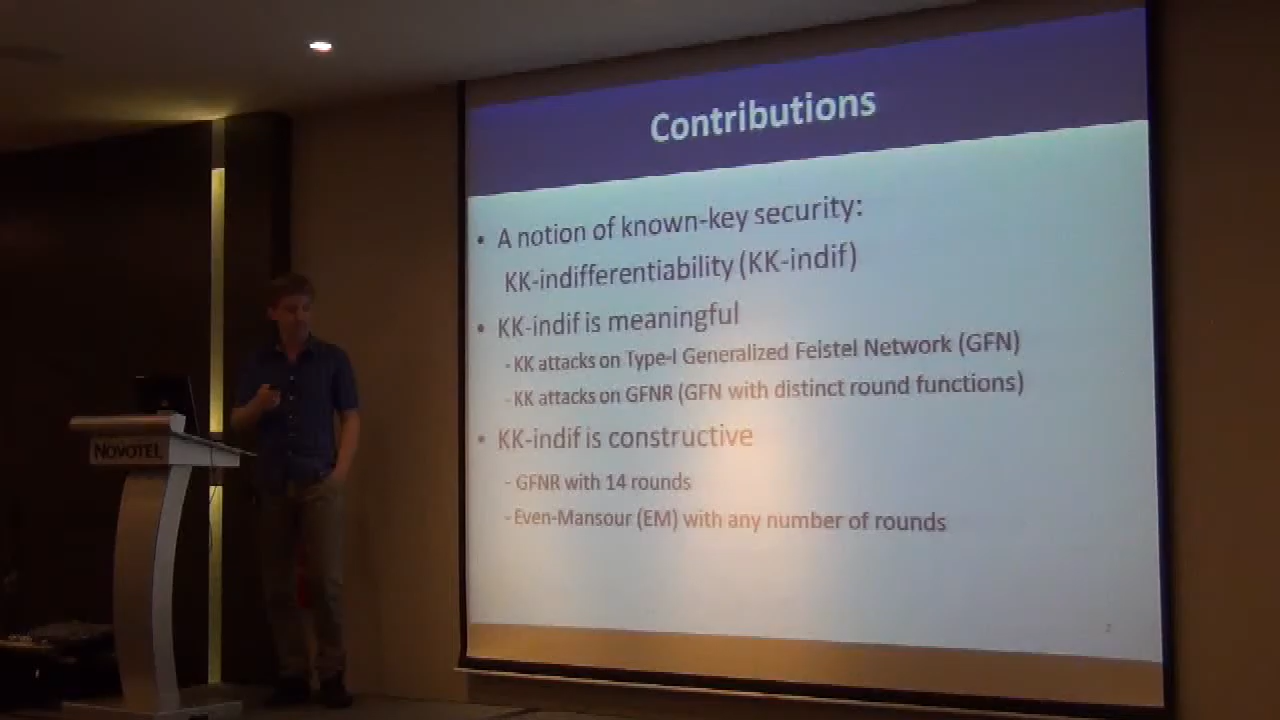 Contributions
• A notion of known-key security:
KK-indifferentiability (KK-indif)
• KK-indif is meaningful
- KK attacks on Type-I Generalized Feistel Network (GFN)
- KK attacks on GFNR (GFN with distinct round functions)
• KK-indif is constructive
- GFNR with 14 rounds
- Even-Mansour (EM) with any number of rounds
2
NOVOTEL